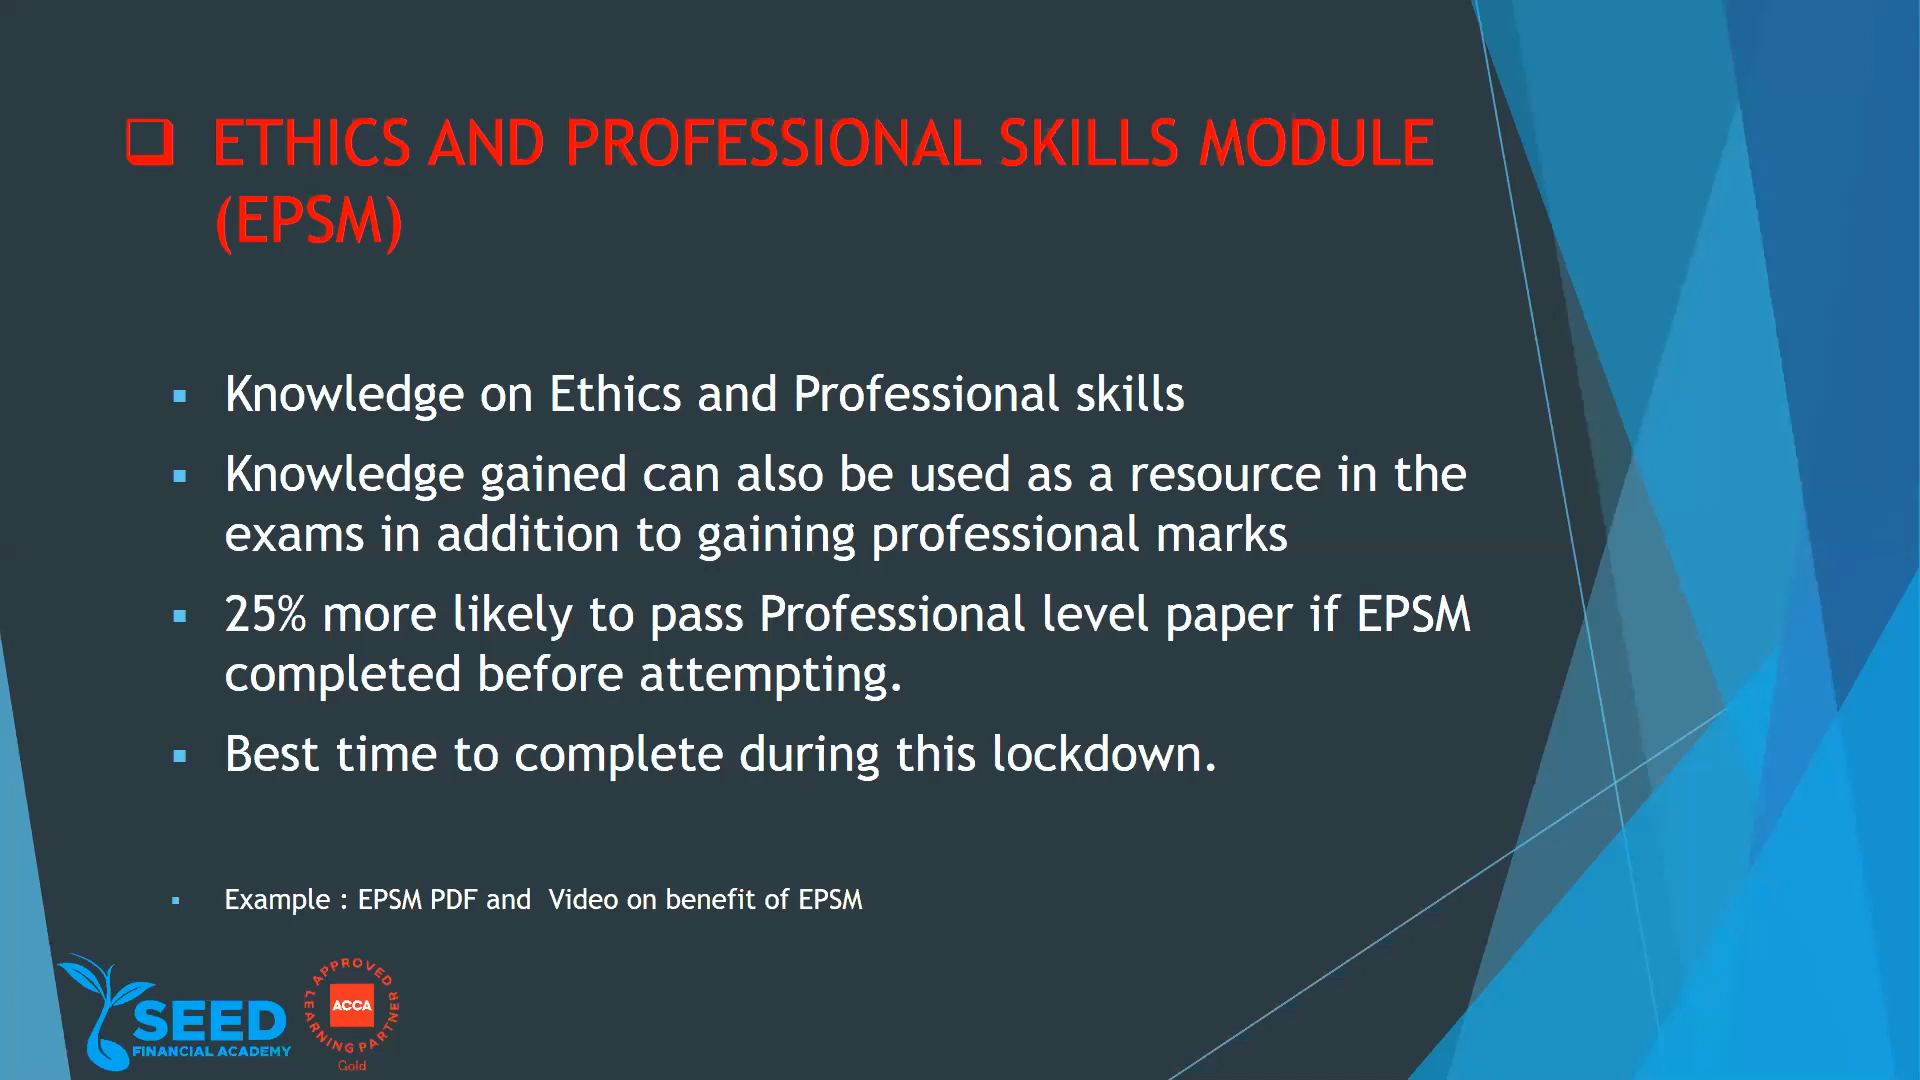 ETHICS AND PROFESSIONAL SKILLS MODULE
(EPSM)
Knowledge on Ethics and Professional skills
Knowledge gained can also be used as a resource in the
exams in addition to gaining professional marks
25% more likely to pass Professional level paper if EPSM
completed before attempting.
Best time to complete during this lockdown.
Example : EPSM PDF and Video on benefit of EPSM
SEED
FINANCIAL ACADEMY
APPROVED
ACCA
LEARNING PARTNER
Gold